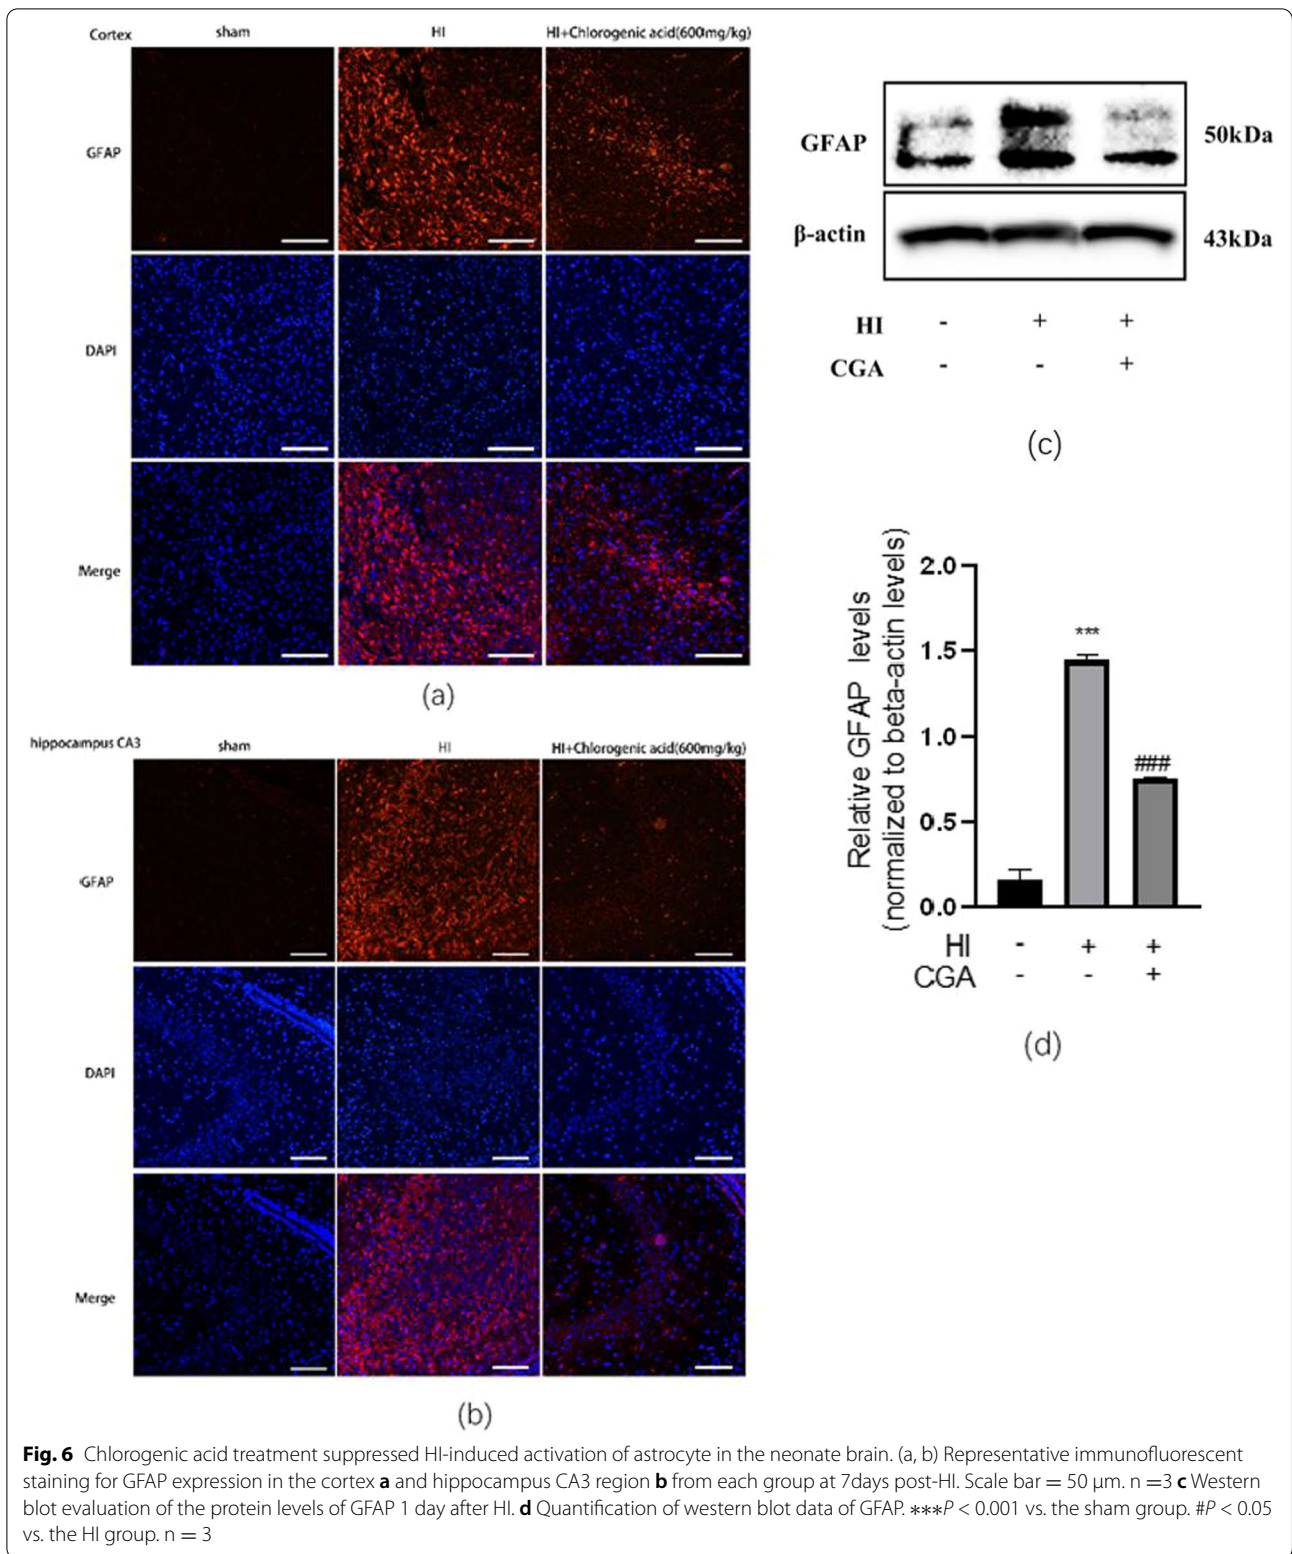 Cortex sham HI HI+Chlorogenic acid(600mg/kg)
GFAP
DAPI
Merge
(a)
hippocampus CA3 sham HI HI+Chlorogenic acid(600mg/kg)
GFAP
DAPI
Merge
(b)
GFAP 50kDa
β-actin 43kDa
HI - + +
CGA - - +
(c)
Relative GFAP levels
(normalized to beta-actin levels)
2.0
1.5
1.0
0.5
0.0
***
###
HI - + +
CGA - - +
(d)
Fig. 6 Chlorogenic acid treatment suppressed HI-induced activation of astrocyte in the neonate brain. (a, b) Representative immunofluorescent
staining for GFAP expression in the cortex a and hippocampus CA3 region b from each group at 7days post-HI. Scale bar = 50 μm. n =3 c Western
blot evaluation of the protein levels of GFAP 1 day after HI. d Quantification of western blot data of GFAP. ∗∗∗P < 0.001 vs. the sham group. #P < 0.05
vs. the HI group. n = 3